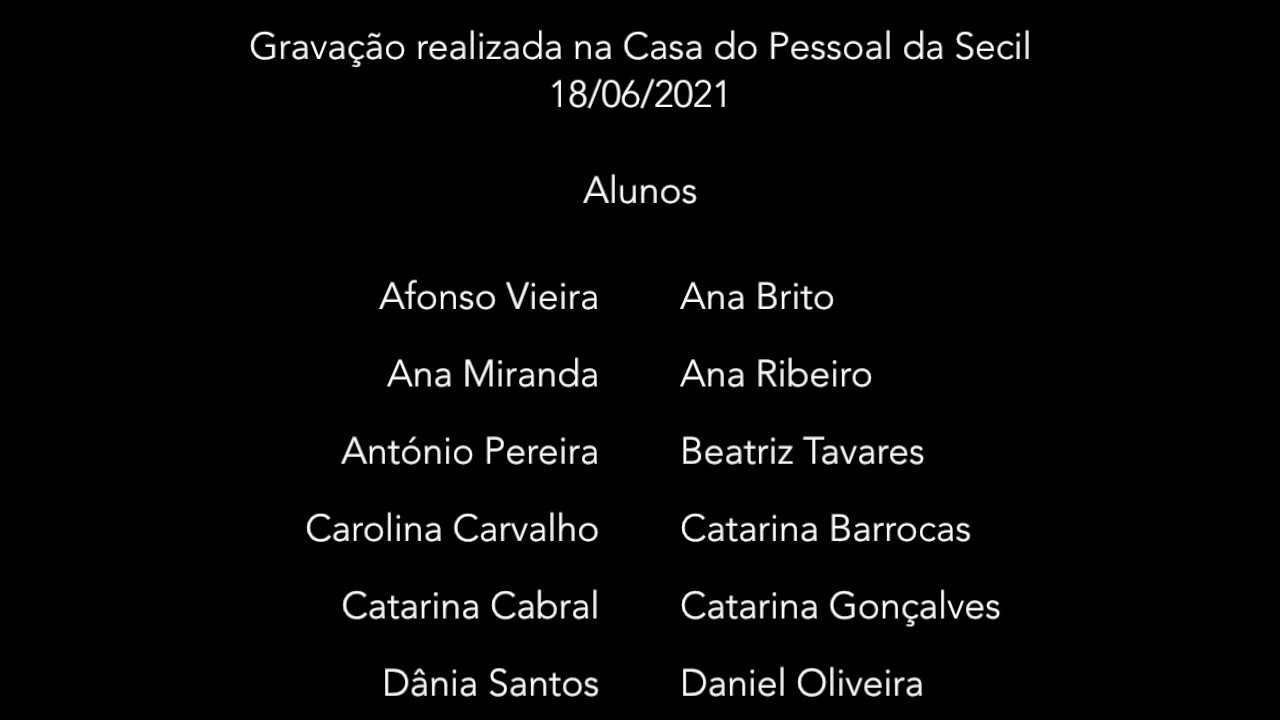 Gravação realizada na Casa do Pessoal da Secil
18/06/2021
Alunos
Afonso Vieira Ana Brito
Ana Miranda Ana Ribeiro
António Pereira Beatriz Tavares
Carolina Carvalho Catarina Barrocas
Catarina Cabral Catarina Gonçalves
Dânia Santos Daniel Oliveira